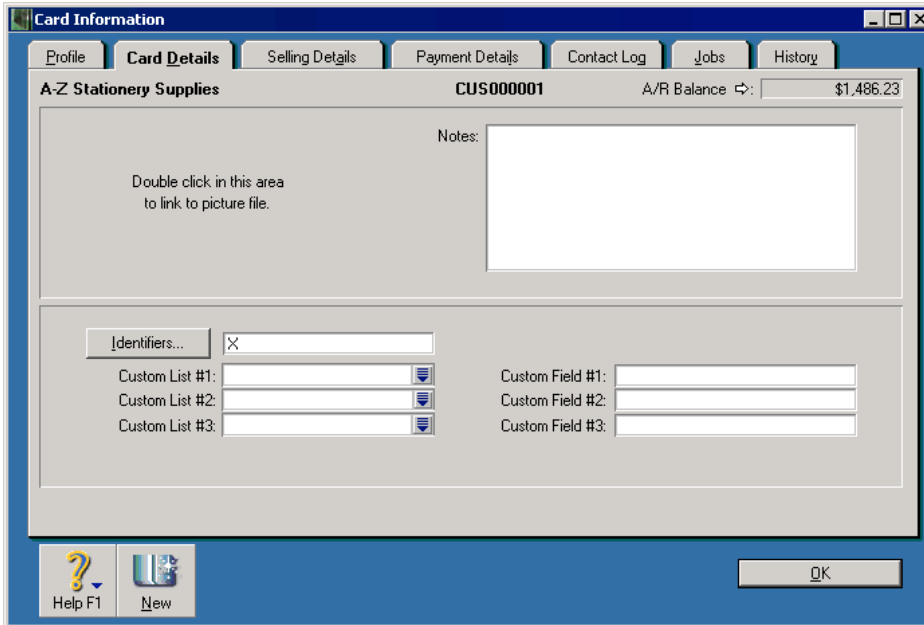 Card Information
Profile Card Details Selling Details Payment Details Contact Log Jobs History
A-Z Stationery Supplies CUS000001 A/R Balance ⇨: $1,486.23
Notes:
Double click in this area
to link to picture file.
Identifiers... X
Custom List #1: Custom Field #1:
Custom List #2: Custom Field #2:
Custom List #3: Custom Field #3:
Help F1 New OK